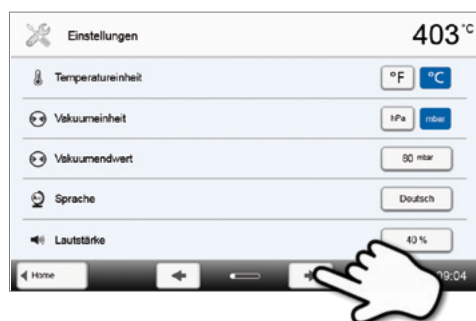 Einstellungen 403 °C
Temperatureinheit °F °C
Vakuumeinheit hPa mbar
Vakuumendwert 80 mbar
Sprache Deutsch
Lautstärke 40 %
Home 09:04